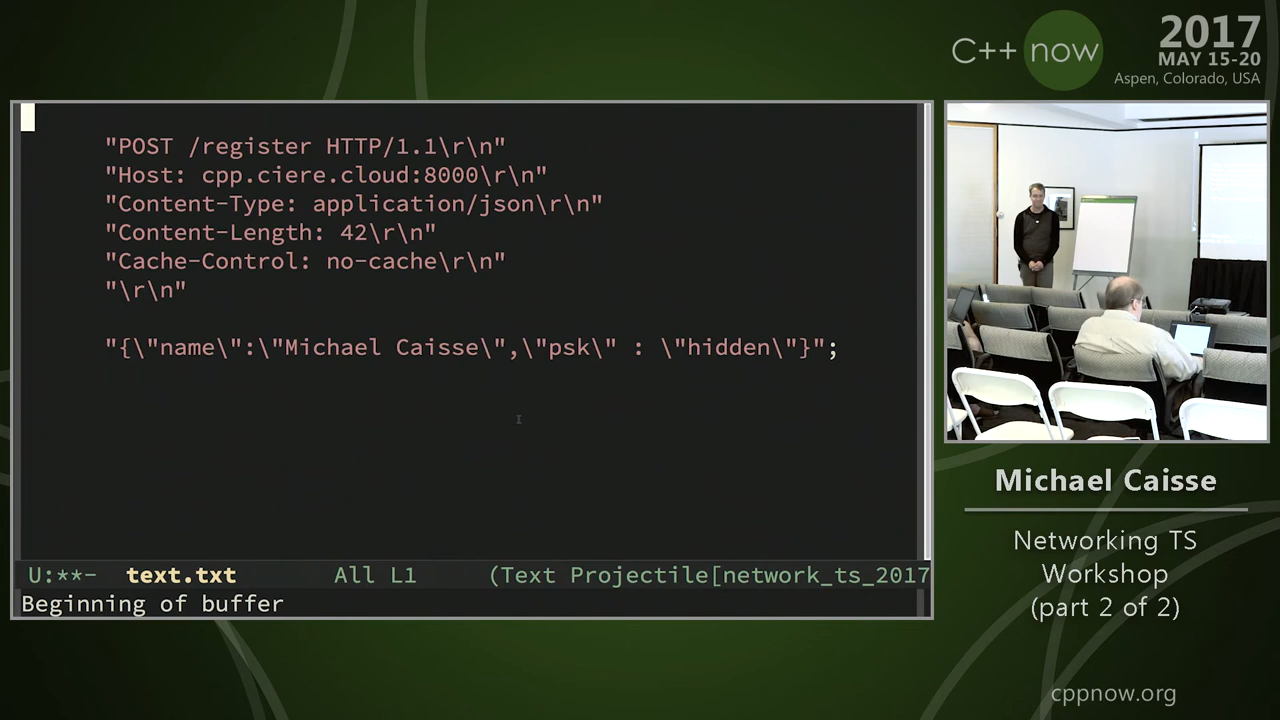 C++ now
2017
MAY 15-20
Aspen, Colorado, USA
"POST /register HTTP/1.1\r\n"
"Host: cpp.ciere.cloud:8000\r\n"
"Content-Type: application/json\r\n"
"Content-Length: 42\r\n"
"Cache-Control: no-cache\r\n"
"\r\n"
"{\"name\":\"Michael Caisse\",\"psk\" : \"hidden\"}";
U:**- text.txt All L1 (Text Projectile[network_ts_2017
Beginning of buffer
Michael Caisse
Networking TS
Workshop
(part 2 of 2)
cppnow.org